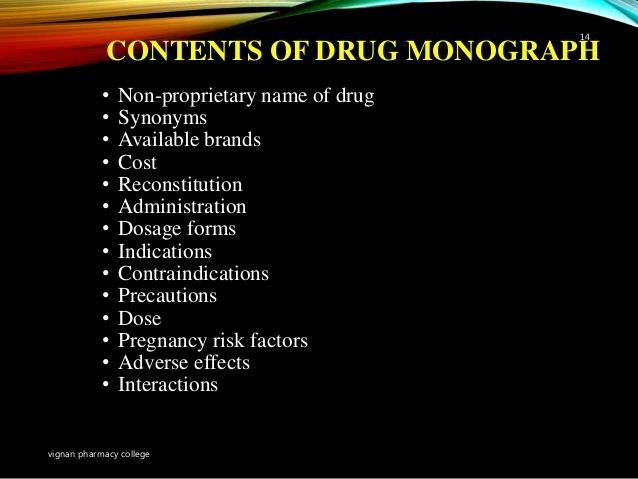 14
CONTENTS OF DRUG MONOGRAPH
• Non-proprietary name of drug
• Synonyms
• Available brands
• Cost
• Reconstitution
• Administration
• Dosage forms
• Indications
• Contraindications
• Precautions
• Dose
• Pregnancy risk factors
• Adverse effects
• Interactions
vignan pharmacy college